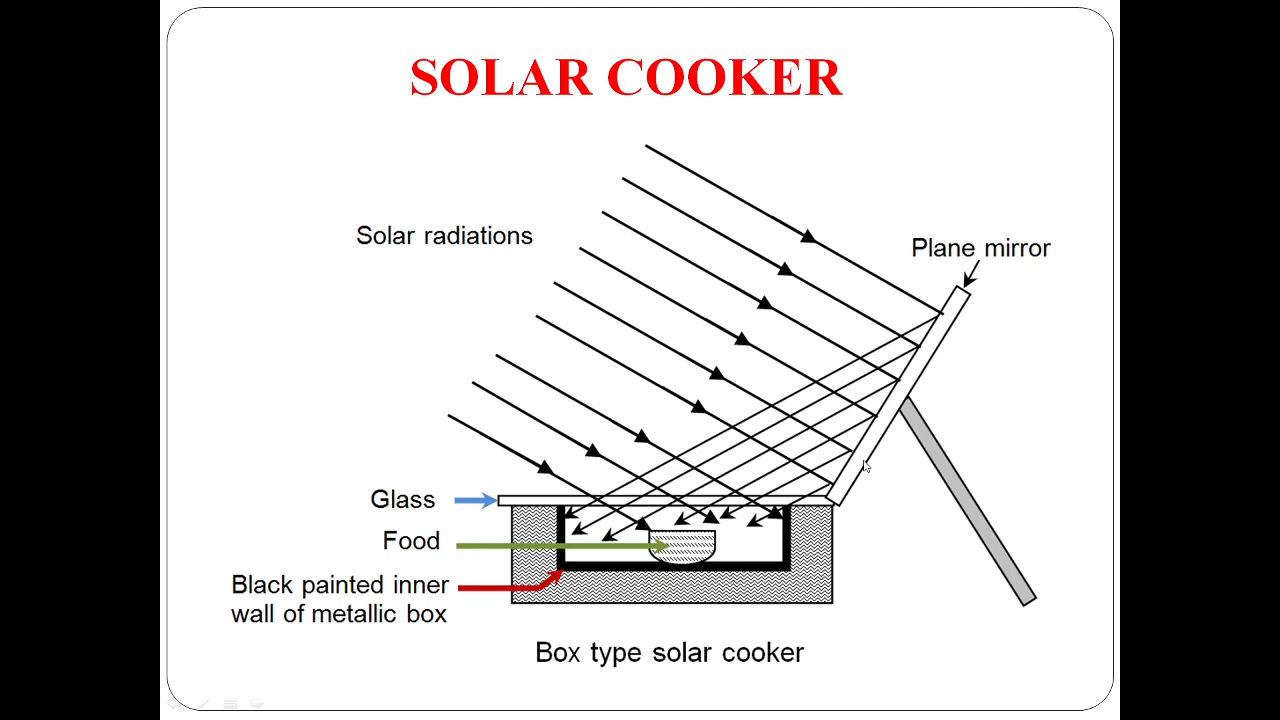 SOLAR COOKER
Solar radiations
Plane mirror
Glass
Food
Black painted inner
wall of metallic box
Box type solar cooker